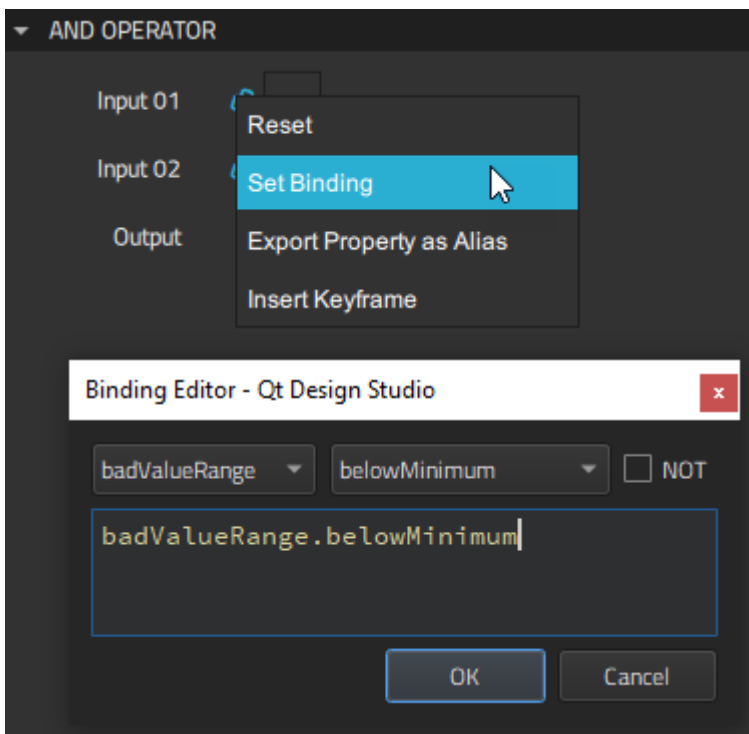 AND OPERATOR
Input 01
Reset
Input 02
Set Binding
Output
Export Property as Alias
Insert Keyframe
Binding Editor - Qt Design Studio
x
badValueRange belowMinimum NOT
badValueRange.belowMinimum
OK Cancel